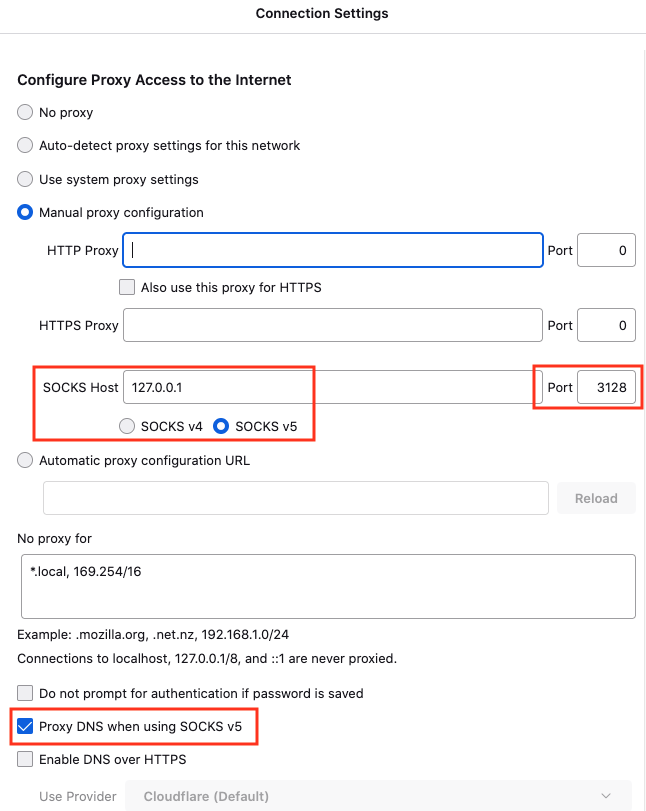 Connection Settings
Configure Proxy Access to the Internet
No proxy
Auto-detect proxy settings for this network
Use system proxy settings
Manual proxy configuration
HTTP Proxy Port 0
Also use this proxy for HTTPS
HTTPS Proxy Port 0
SOCKS Host 127.0.0.1 Port 3128
SOCKS v4 SOCKS v5
Automatic proxy configuration URL
Reload
No proxy for
*.local, 169.254/16
Example: .mozilla.org, .net.nz, 192.168.1.0/24
Connections to localhost, 127.0.0.1/8, and ::1 are never proxied.
Do not prompt for authentication if password is saved
Proxy DNS when using SOCKS v5
Enable DNS over HTTPS
Use Provider Cloudflare (Default)